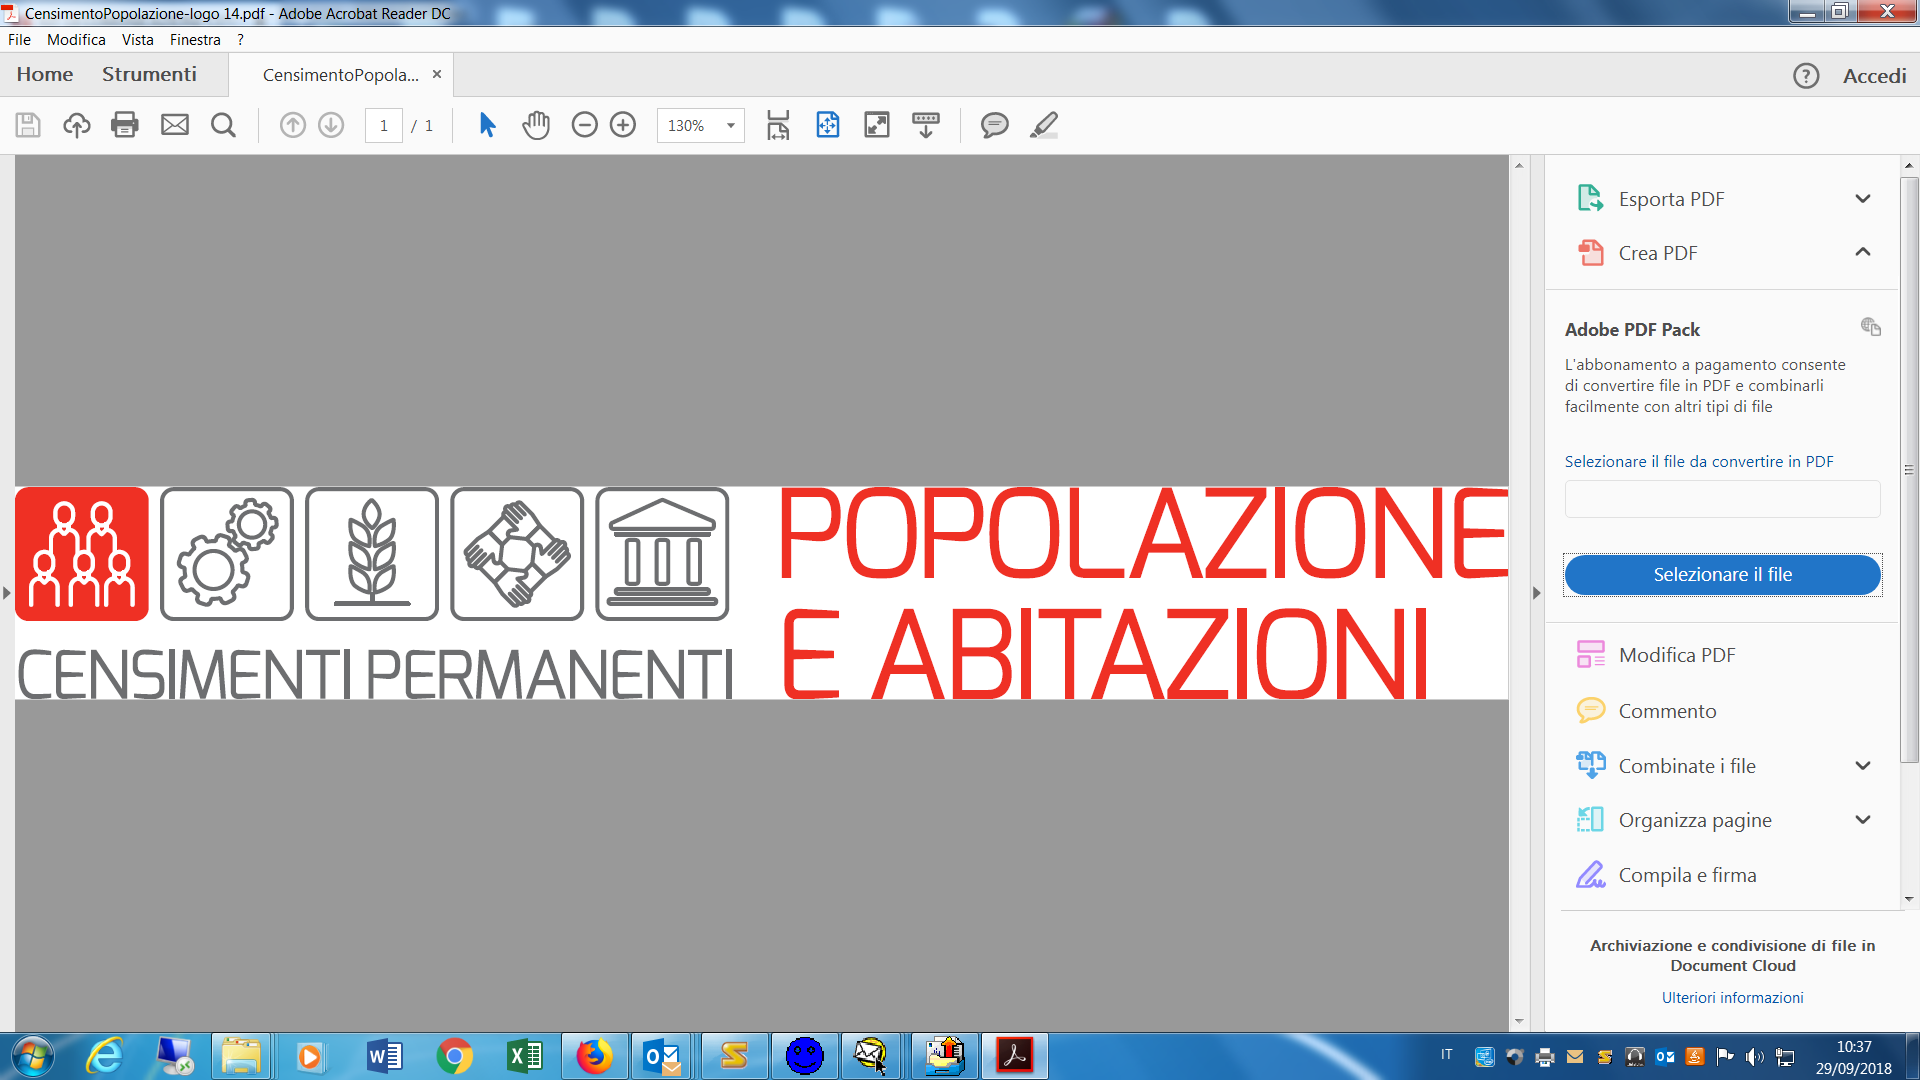 CensimentoPopolazione-logo 14.pdf - Adobe Acrobat Reader DC
File Modifica Vista Finestra ?
Home Strumenti CensimentoPopola... × ? Accedi
1 / 1 130%
Esporta PDF
Crea PDF
Adobe PDF Pack
L'abbonamento a pagamento consente
di convertire file in PDF e combinarli
facilmente con altri tipi di file
Selezionare il file da convertire in PDF
Selezionare il file
Modifica PDF
Commento
Combinate i file
Organizza pagine
Compila e firma
Archiviazione e condivisione di file in
Document Cloud
Ulteriori informazioni
CENSIMENTI PERMANENTI
POPOLAZIONE
E ABITAZIONI
IT
10:37
29/09/2018